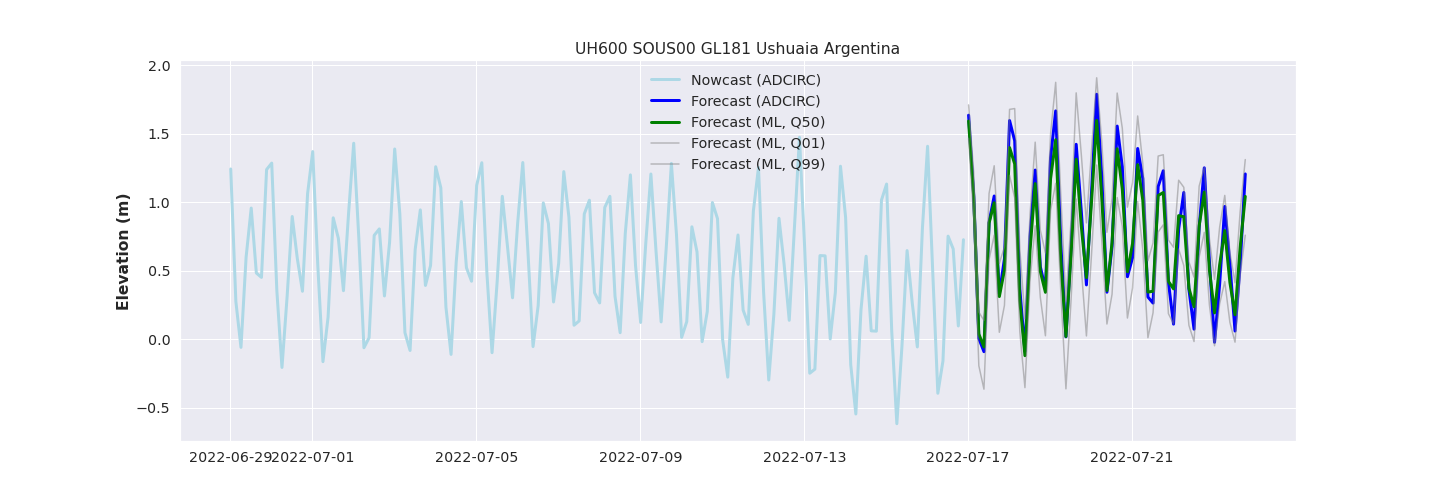 UH600 SOUS00 GL181 Ushuaia Argentina
Nowcast (ADCIRC)
Forecast (ADCIRC)
Forecast (ML, Q50)
Forecast (ML, Q01)
Forecast (ML, Q99)
Elevation (m)
2.0
1.5
1.0
0.5
0.0
−0.5
2022-06-29 2022-07-01 2022-07-05 2022-07-09 2022-07-13 2022-07-17 2022-07-21